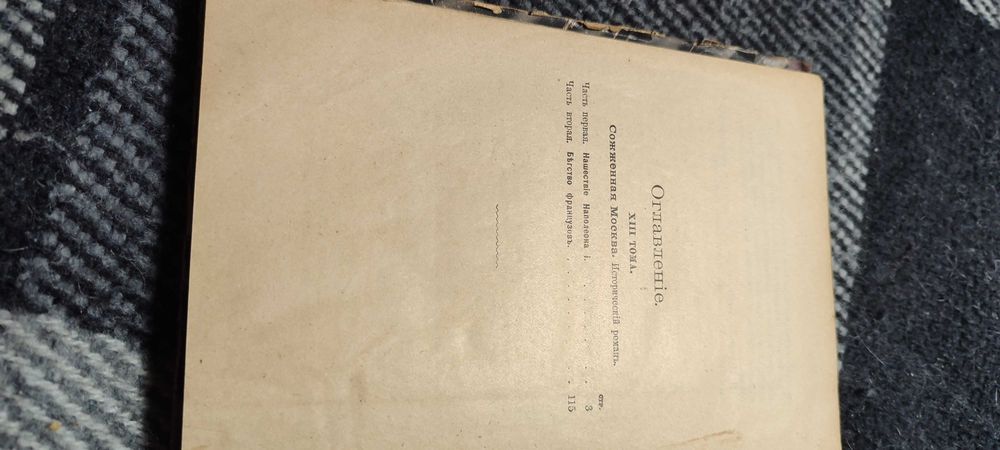 Оглавленіе.
XIII ТОМА.
Сожженная Москва. Историческій романъ.
СТР.
Часть первая. Нашествіе Наполеона I. . . . . . 3
Часть вторая. Бѣгство французовъ. . . . . . . . 115